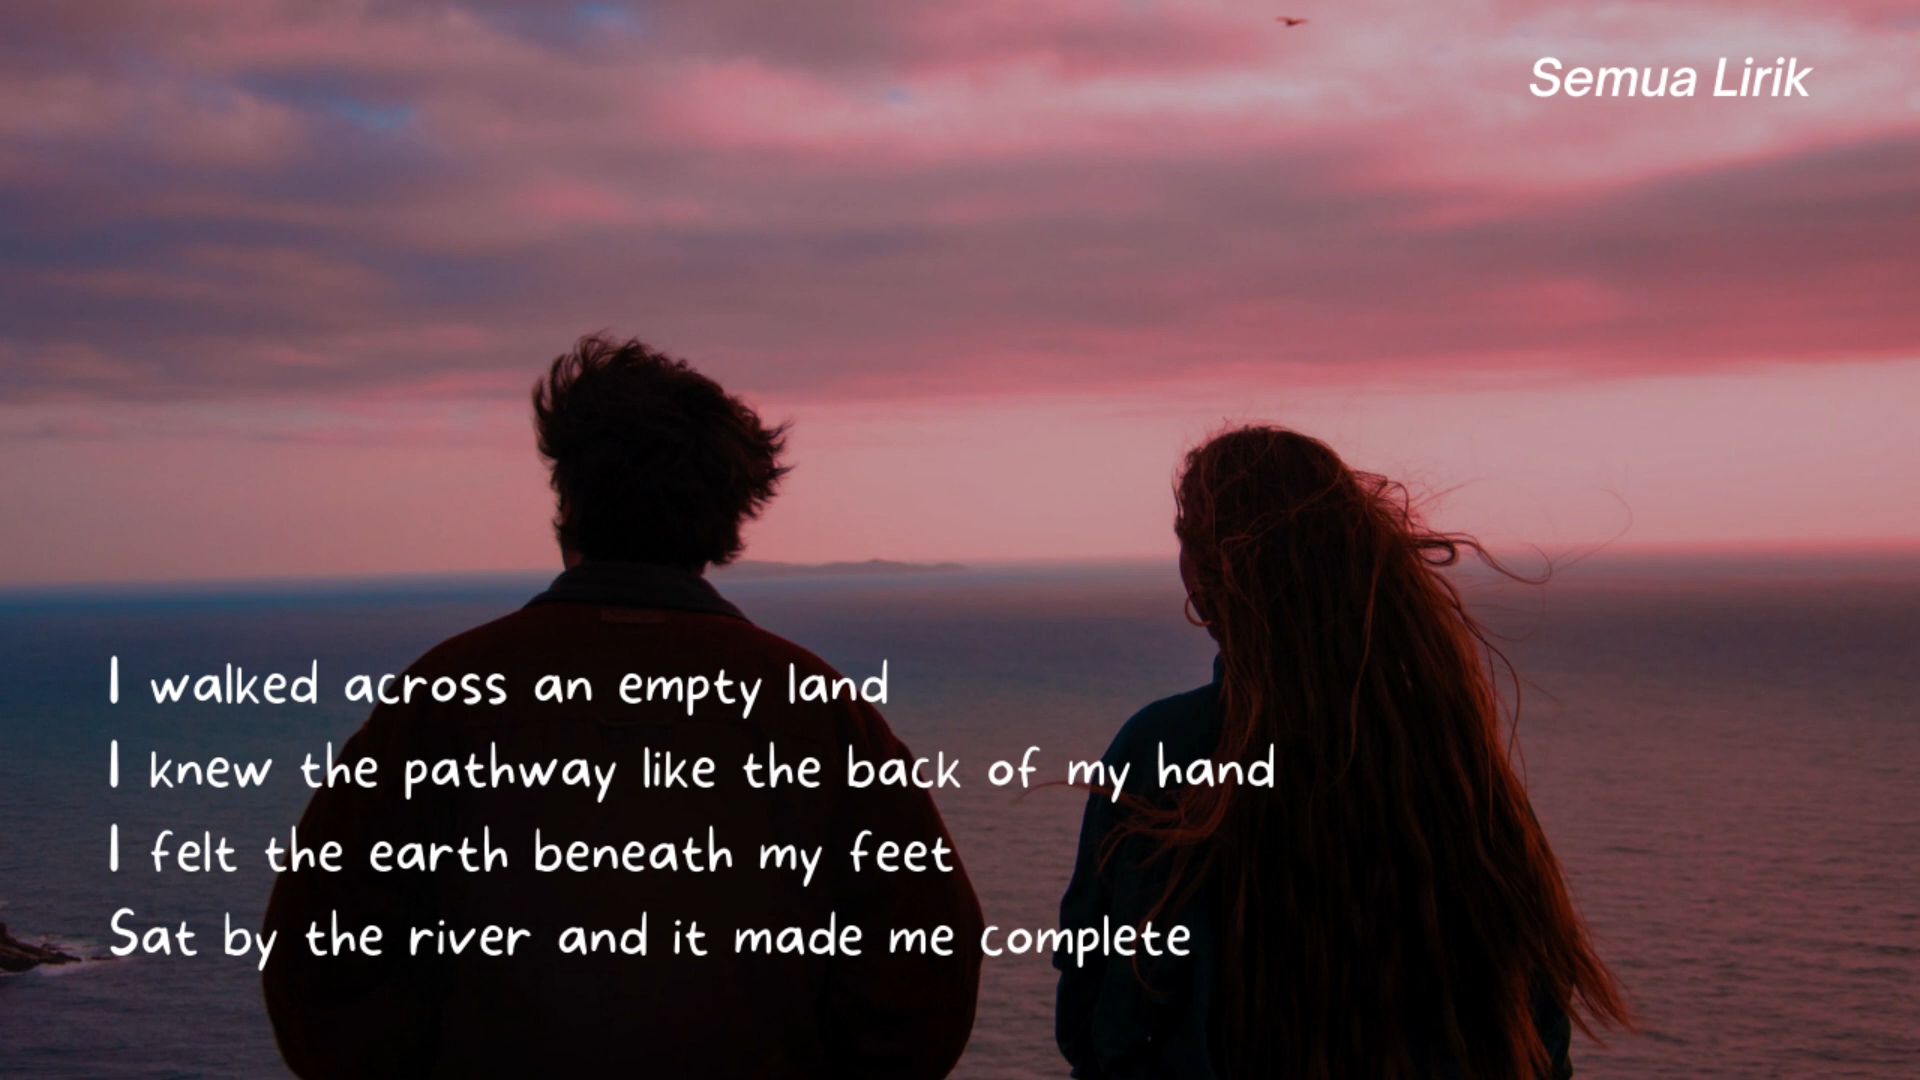 Semua Lirik
I walked across an empty land
I knew the pathway like the back of my hand
I felt the earth beneath my feet
Sat by the river and it made me complete